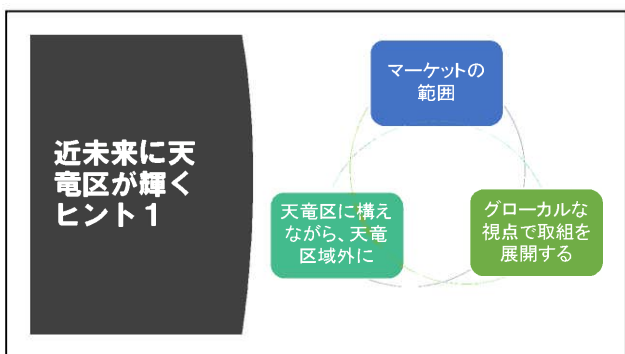 近未来に天
竜区が輝く
ヒント１
マーケットの
範囲
天竜区に構え
ながら、天竜
区域外に
グローカルな
視点で取組を
展開する